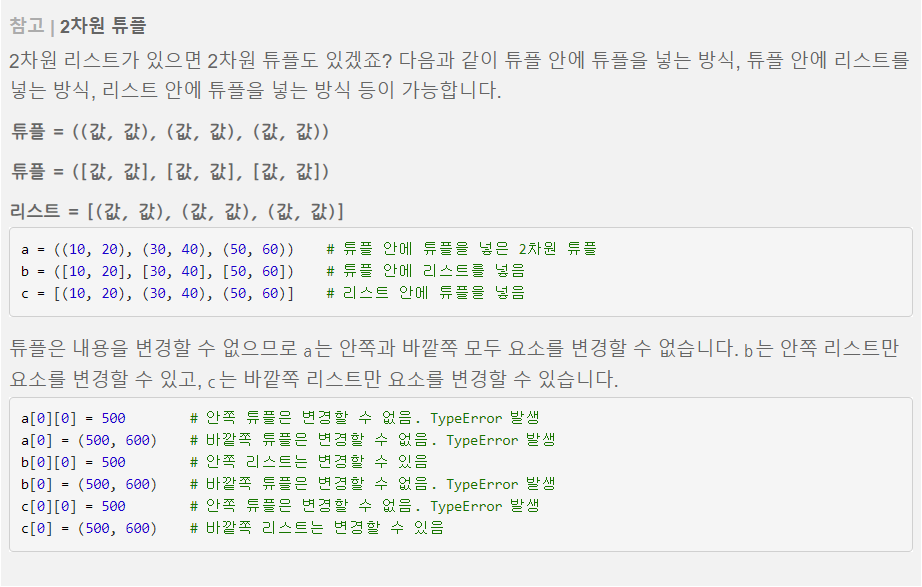 참고 | 2차원 튜플
2차원 리스트가 있으면 2차원 튜플도 있겠죠? 다음과 같이 튜플 안에 튜플을 넣는 방식, 튜플 안에 리스트를
넣는 방식, 리스트 안에 튜플을 넣는 방식 등이 가능합니다.
튜플 = ((값, 값), (값, 값), (값, 값))
튜플 = ([값, 값], [값, 값], [값, 값])
리스트 = [(값, 값), (값, 값), (값, 값)]
a = ((10, 20), (30, 40), (50, 60))    # 튜플 안에 튜플을 넣은 2차원 튜플
b = ([10, 20], [30, 40], [50, 60])    # 튜플 안에 리스트를 넣음
c = [(10, 20), (30, 40), (50, 60)]    # 리스트 안에 튜플을 넣음
튜플은 내용을 변경할 수 없으므로 a는 안쪽과 바깥쪽 모두 요소를 변경할 수 없습니다. b는 안쪽 리스트만
요소를 변경할 수 있고, c는 바깥쪽 리스트만 요소를 변경할 수 있습니다.
a[0][0] = 500        # 안쪽 튜플은 변경할 수 없음. TypeError 발생
a[0] = (500, 600)    # 바깥쪽 튜플은 변경할 수 없음. TypeError 발생
b[0][0] = 500        # 안쪽 리스트는 변경할 수 있음
b[0] = (500, 600)    # 바깥쪽 튜플은 변경할 수 없음. TypeError 발생
c[0][0] = 500        # 안쪽 튜플은 변경할 수 없음. TypeError 발생
c[0] = (500, 600)    # 바깥쪽 리스트는 변경할 수 있음